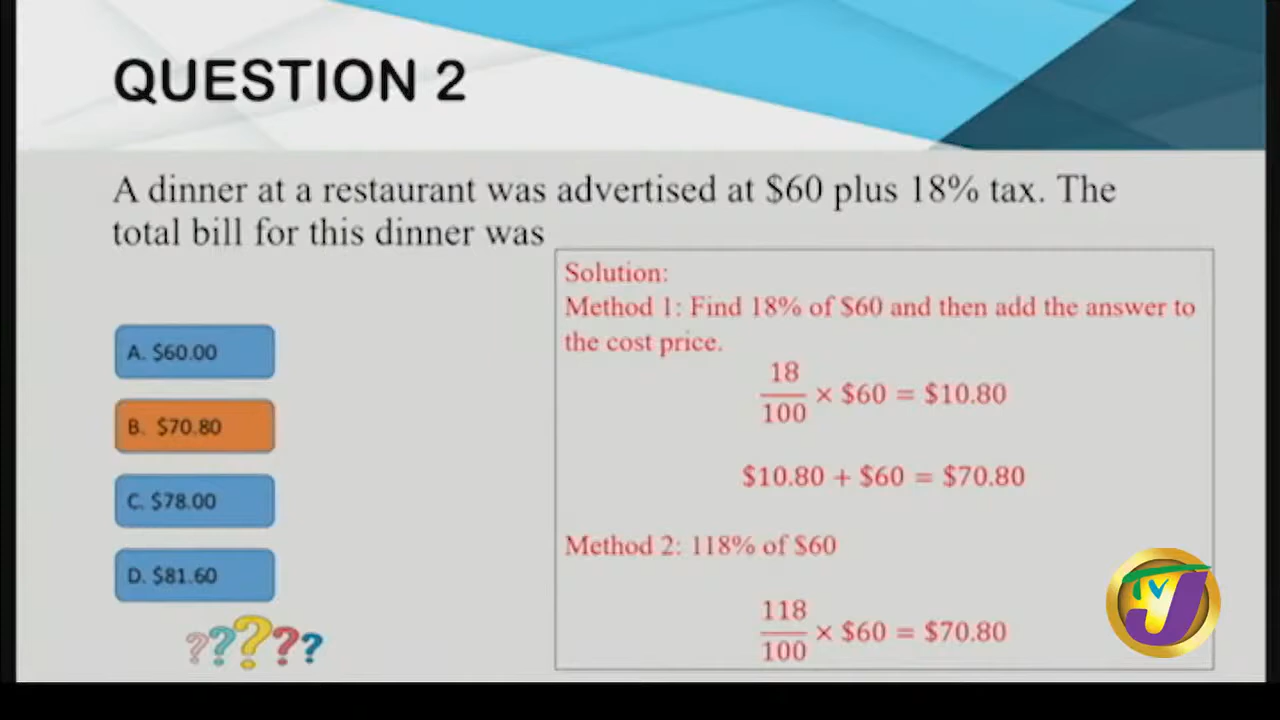 QUESTION 2
A dinner at a restaurant was advertised at $60 plus 18% tax. The
total bill for this dinner was
A. $60.00
B. $70.80
C. $78.00
D. $81.60
?????
Solution:
Method 1: Find 18% of $60 and then add the answer to
the cost price.
18/100 × $60 = $10.80
$10.80 + $60 = $70.80
Method 2: 118% of $60
118/100 × $60 = $70.80
TVJ